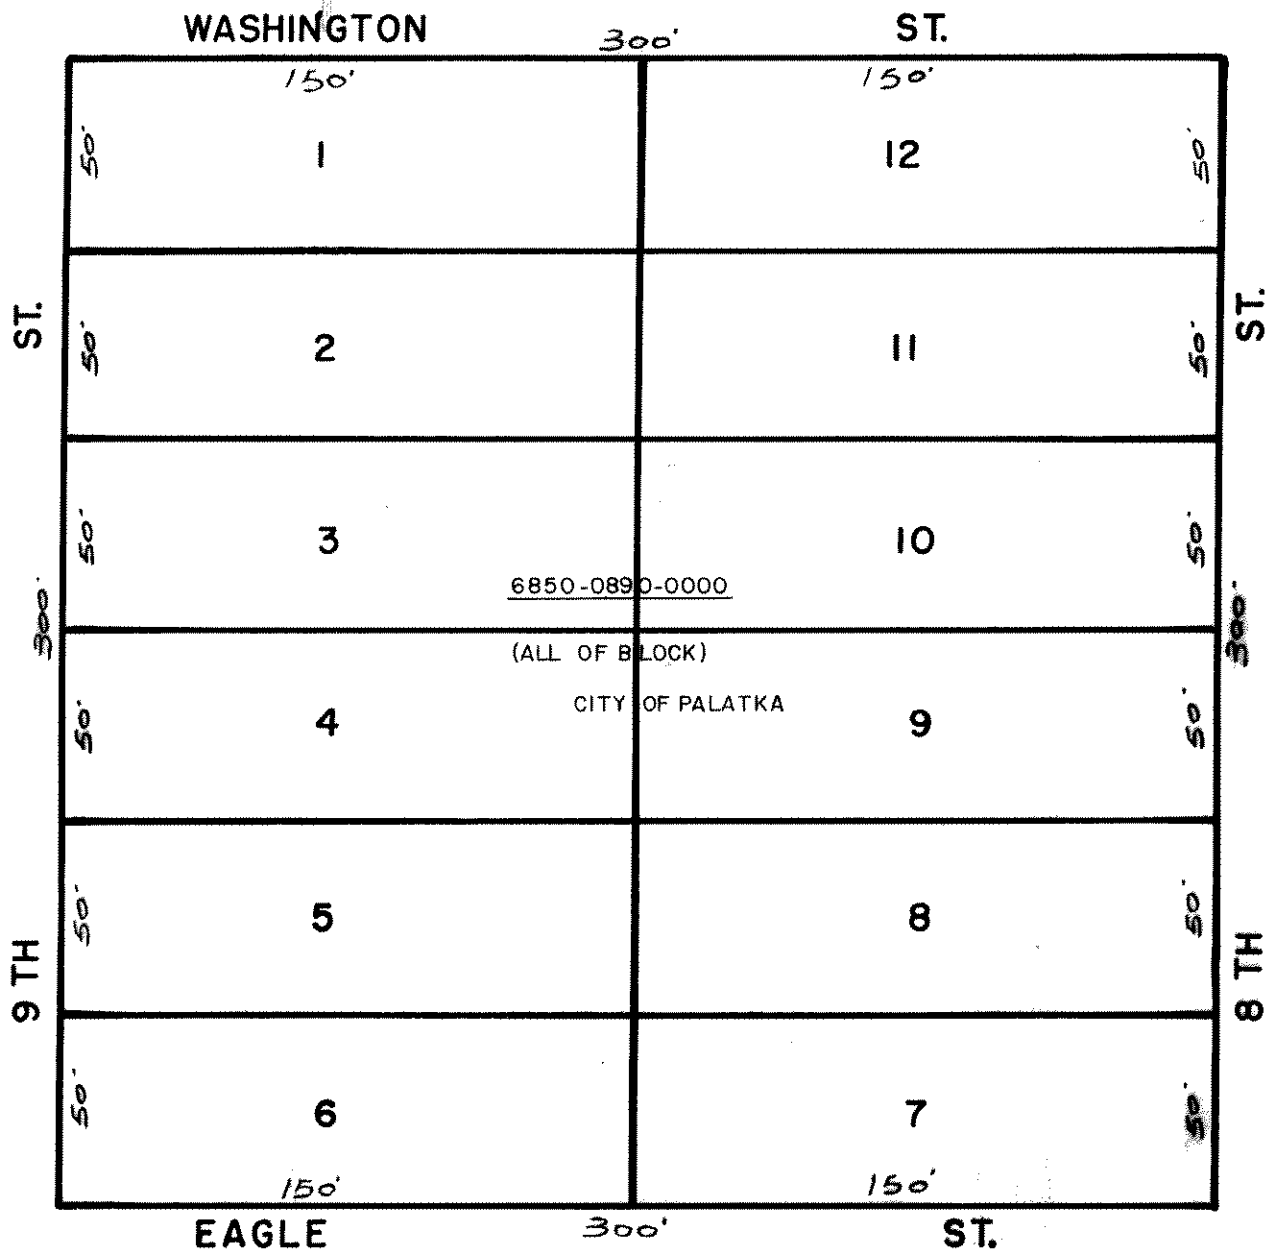 WASHINGTON ST.
300'
150' 150'
50' 1 12 50'
ST. ST.
50' 2 11 50'
50' 3 10 50'
6850-0890-0000
300' 300'
(ALL OF BLOCK)
CITY OF PALATKA
50' 4 9 50'
50' 5 8 50'
9 TH 8 TH
50' 6 7 50'
150' 150'
EAGLE 300' ST.